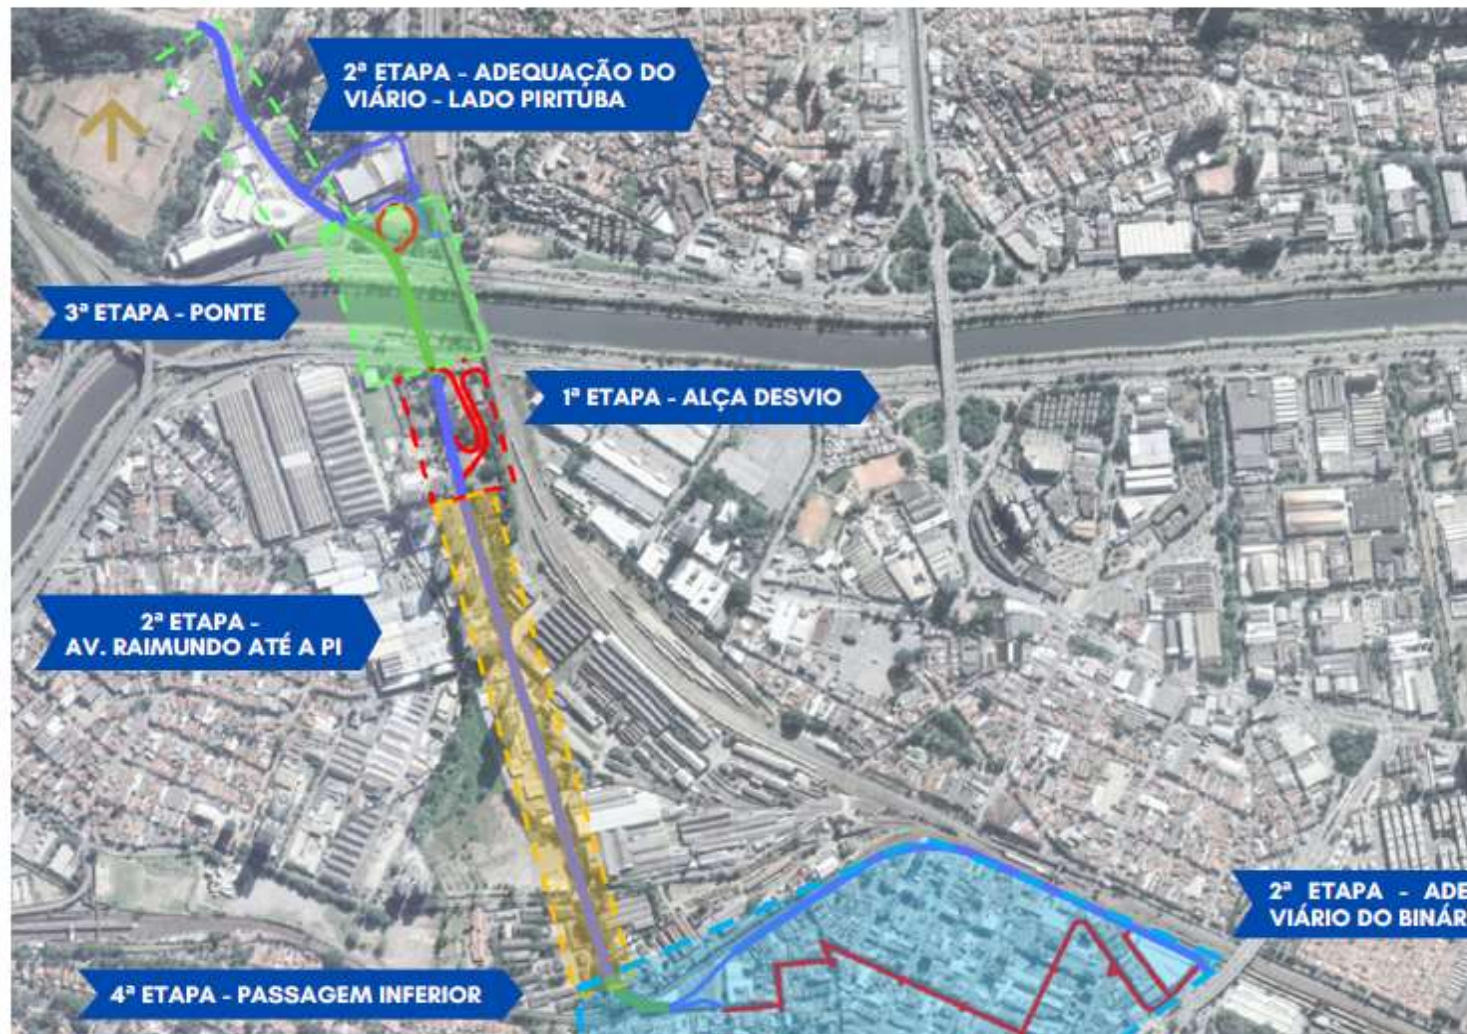 2ª ETAPA - ADEQUAÇÃO DO
VIÁRIO - LADO PIRITUBA
3ª ETAPA - PONTE
1ª ETAPA - ALÇA DESVIO
2ª ETAPA -
AV. RAIMUNDO ATÉ A PI
2ª ETAPA - ADE
VIÁRIO DO BINÁR
4ª ETAPA - PASSAGEM INFERIOR